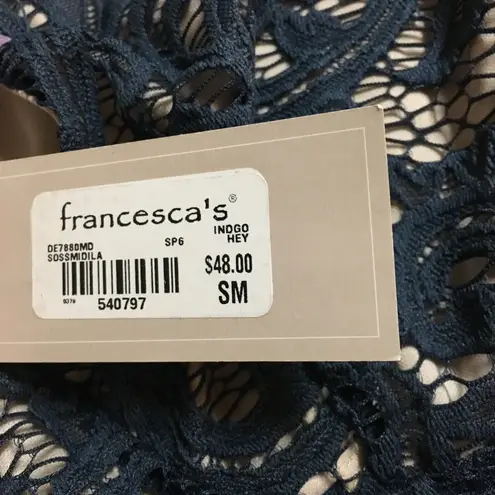 francesca's®
DE7880MD SP6 INDGO
SOSSMIDILA HEY
$48.00
540797 SM